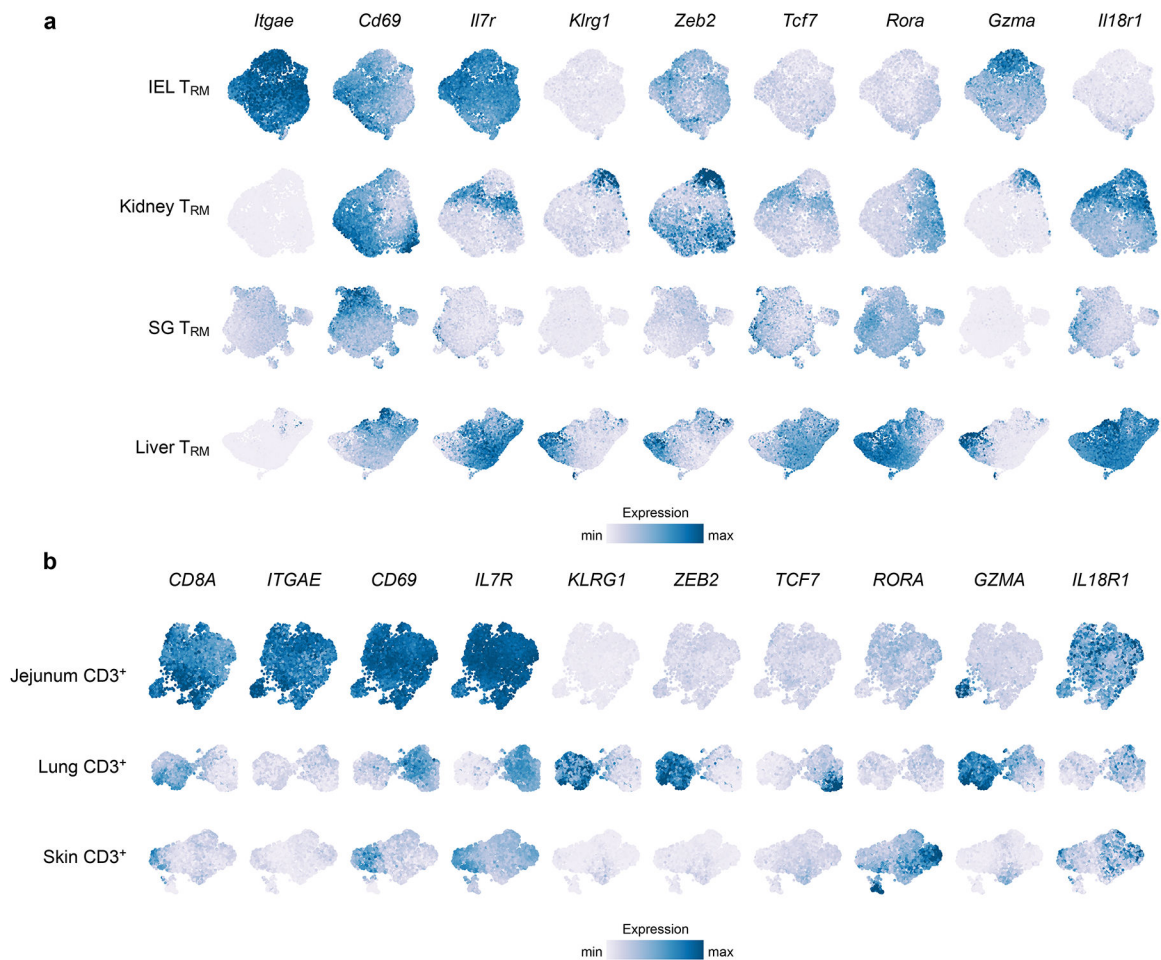 a
Itgae Cd69 Il7r Klrg1 Zeb2 Tcf7 Rora Gzma Il18r1
IEL TRM
Kidney TRM
SG TRM
Liver TRM
Expression
min max
b
CD8A ITGAE CD69 IL7R KLRG1 ZEB2 TCF7 RORA GZMA IL18R1
Jejunum CD3⁺
Lung CD3⁺
Skin CD3⁺
Expression
min max